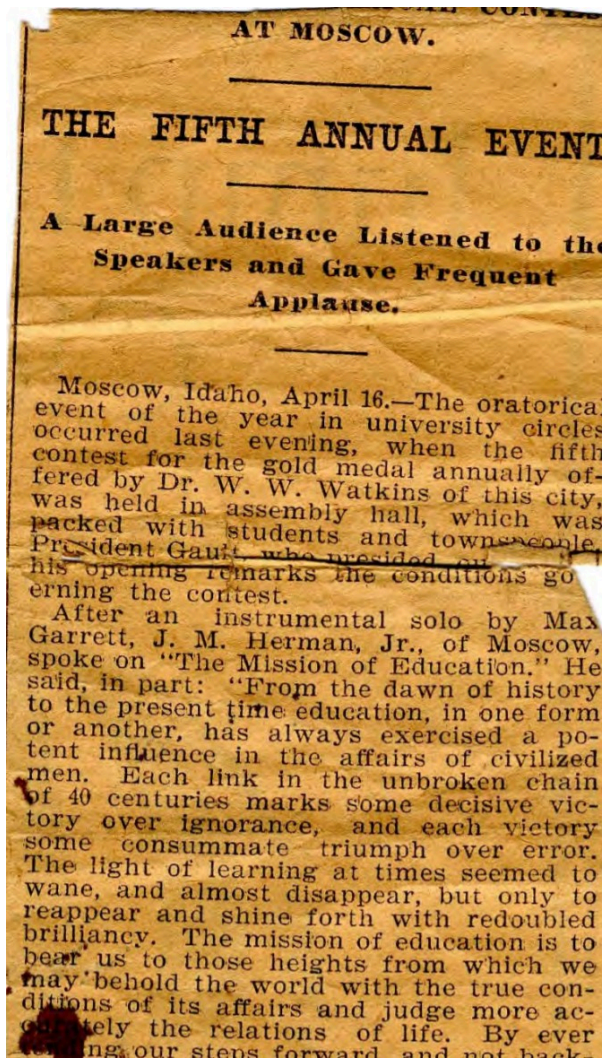 AT MOSCOW.
THE FIFTH ANNUAL EVENT
A Large Audience Listened to the
Speakers and Gave Frequent
Applause.
Moscow, Idaho, April 16.—The oratorical
event of the year in university circles
occurred last evening, when the fifth
contest for the gold medal annually of-
fered by Dr. W. W. Watkins of this city,
was held in assembly hall, which was
packed with students and townspeople.
President Gault, who presided
his opening remarks the conditions go
erning the contest.
After an instrumental solo by Max
Garrett, J. M. Herman, Jr., of Moscow,
spoke on "The Mission of Education." He
said, in part: "From the dawn of history
to the present time education, in one form
or another, has always exercised a po-
tent influence in the affairs of civilized
men. Each link in the unbroken chain
of 40 centuries marks some decisive vic-
tory over ignorance, and each victory
some consummate triumph over error.
The light of learning at times seemed to
wane, and almost disappear, but only to
reappear and shine forth with redoubled
brilliancy. The mission of education is to
bear us to those heights from which we
may behold the world with the true con-
ditions of its affairs and judge more ac-
curately the relations of life. By ever
our steps forward, and not back-